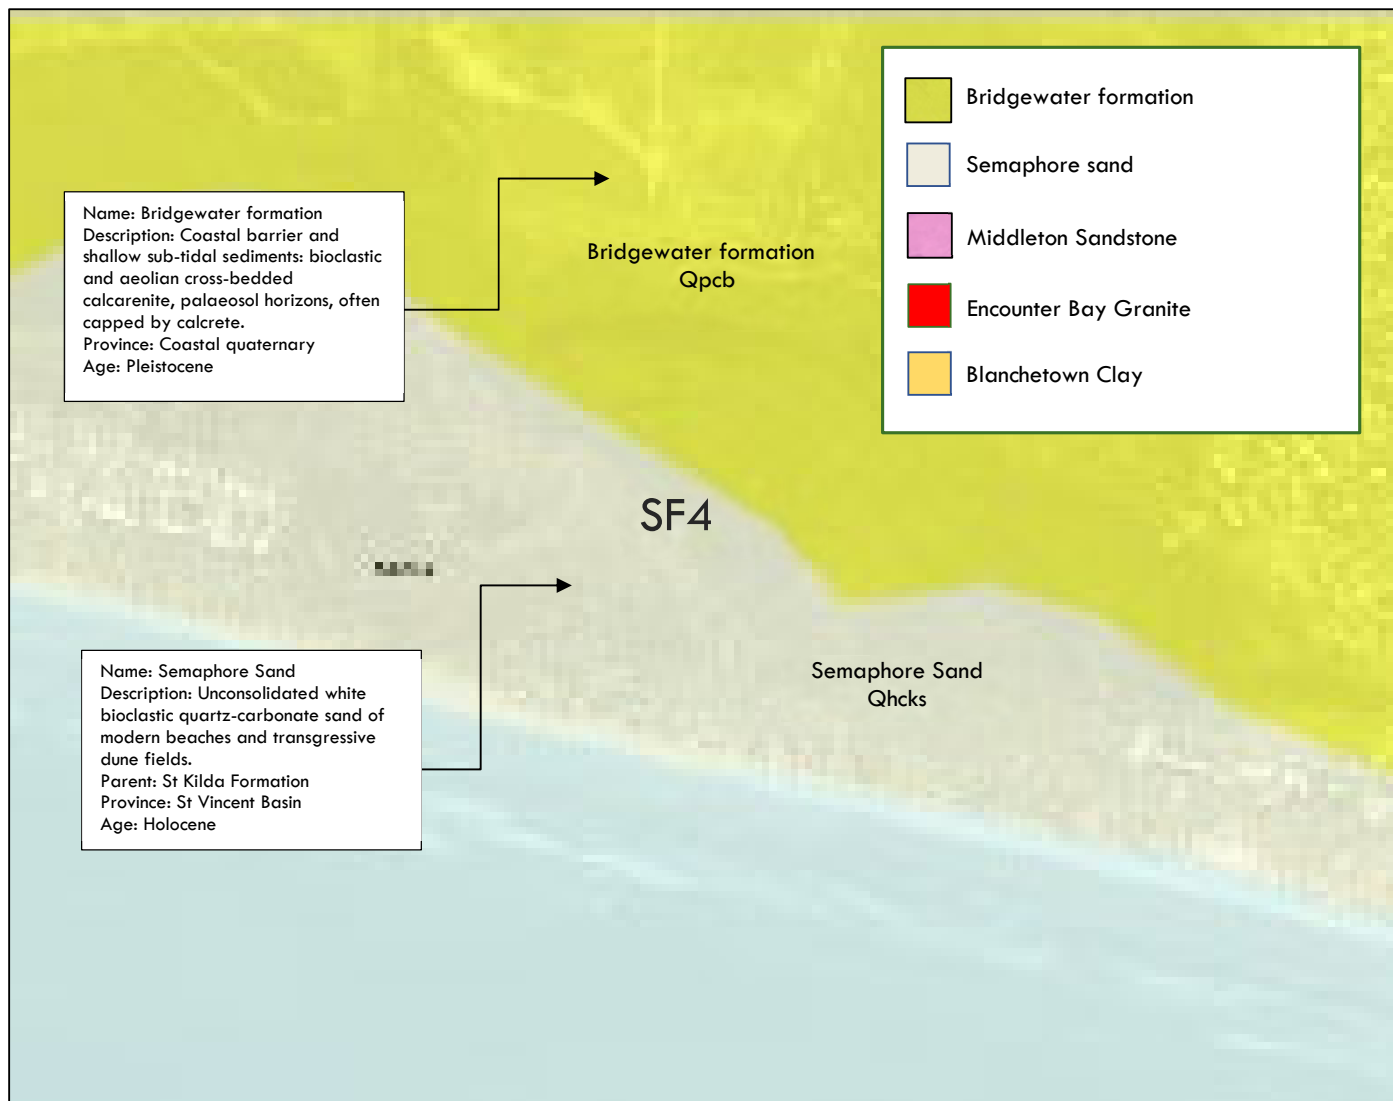 Bridgewater formation
Semaphore sand
Middleton Sandstone
Encounter Bay Granite
Blanchetown Clay
Name: Bridgewater formation
Description: Coastal barrier and
shallow sub-tidal sediments: bioclastic
and aeolian cross-bedded
calcarenite, palaeosol horizons, often
capped by calcrete.
Province: Coastal quaternary
Age: Pleistocene
Bridgewater formation
Qpcb
SF4
Name: Semaphore Sand
Description: Unconsolidated white
bioclastic quartz-carbonate sand of
modern beaches and transgressive
dune fields.
Parent: St Kilda Formation
Province: St Vincent Basin
Age: Holocene
Semaphore Sand
Qhcks